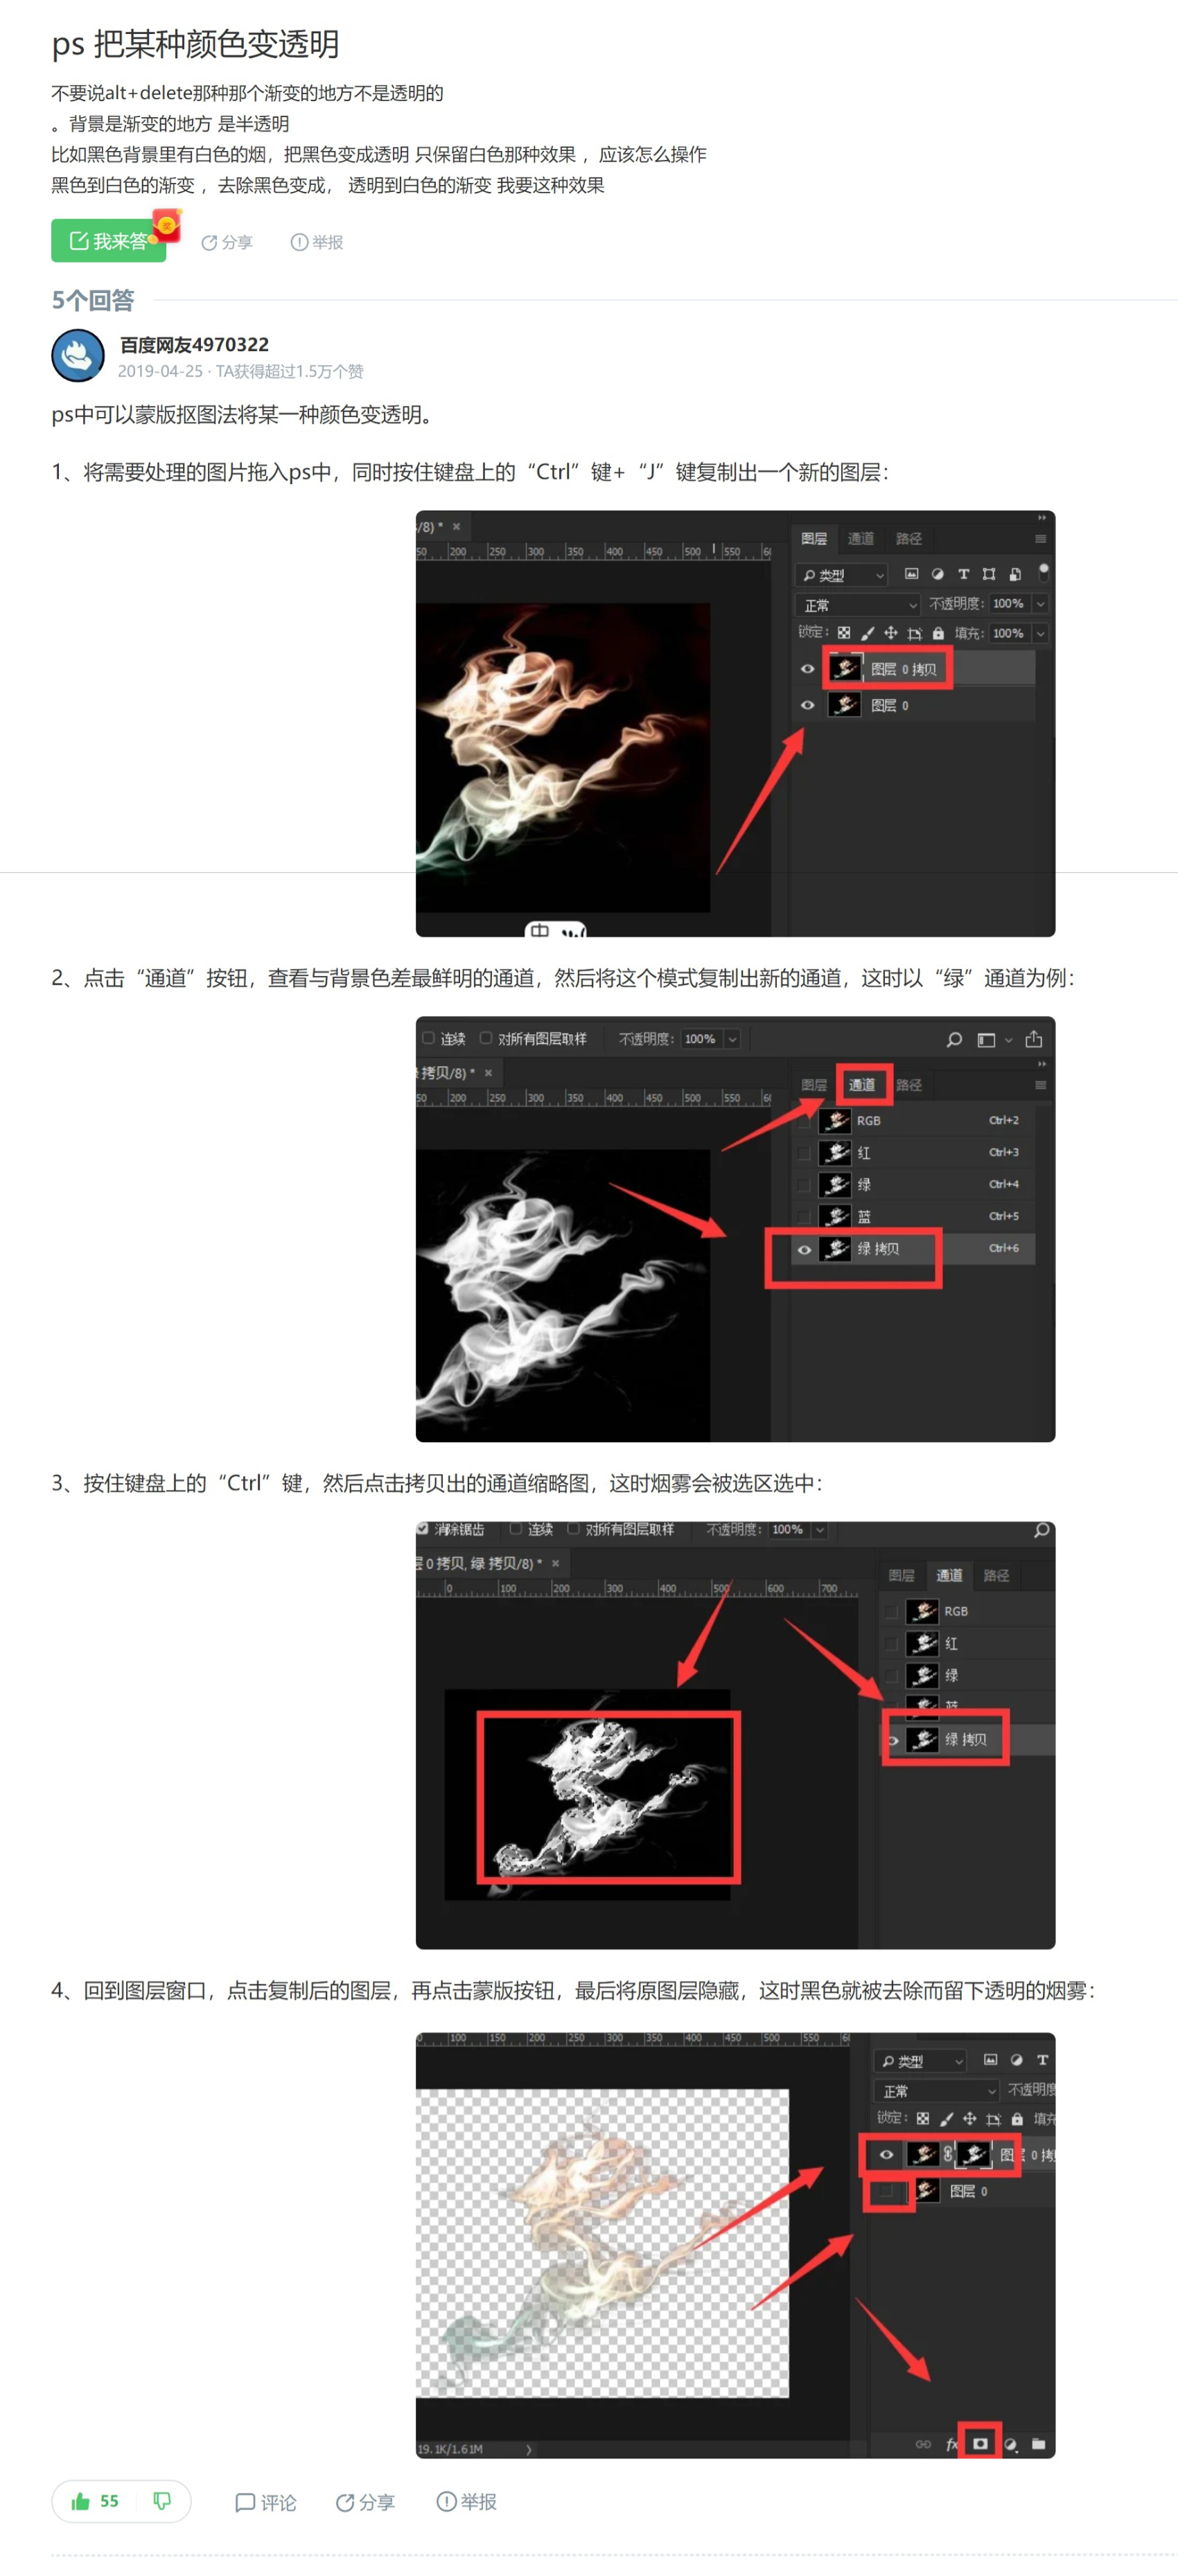 ps 把某种颜色变透明
不要说alt+delete那种那个渐变的地方不是透明的
。背景是渐变的地方 是半透明
比如黑色背景里有白色的烟，把黑色变成透明 只保留白色那种效果 ，应该怎么操作
黑色到白色的渐变 ，去除黑色变成， 透明到白色的渐变 我要这种效果
我来答 分享 举报
5个回答
百度网友4970322
2019-04-25 · TA获得超过1.5万个赞
ps中可以蒙版抠图法将某一种颜色变透明。
1、将需要处理的图片拖入ps中，同时按住键盘上的“Ctrl”键+“J”键复制出一个新的图层：
/8) * ×
图层 通道 路径
50 200 250 300 350 400 450 500 550
类型
正常 不透明度: 100%
锁定: 填充: 100%
图层 0 拷贝
图层 0
中
2、点击“通道”按钮，查看与背景色差最鲜明的通道，然后将这个模式复制出新的通道，这时以“绿”通道为例：
连续 对所有图层取样 不透明度: 100%
拷贝/8) * ×
图层 通道 路径
50 200 250 300 350 400 450 500 550
RGB Ctrl+2
红 Ctrl+3
绿 Ctrl+4
蓝 Ctrl+5
绿 拷贝 Ctrl+6
3、按住键盘上的“Ctrl”键，然后点击拷贝出的通道缩略图，这时烟雾会被选区选中：
消除锯齿 连续 对所有图层取样 不透明度: 100%
层 0 拷贝, 绿 拷贝/8) * ×
图层 通道 路径
0 100 200 300 400 500 600 700
RGB
红
绿
蓝
绿 拷贝
4、回到图层窗口，点击复制后的图层，再点击蒙版按钮，最后将原图层隐藏，这时黑色就被去除而留下透明的烟雾：
100 150 200 250 300 350 400 450 500 550
类型
正常 不透明度
锁定: 填充
图层 0 拷
图层 0
fx
19.1K/1.61M
55 评论 分享 举报